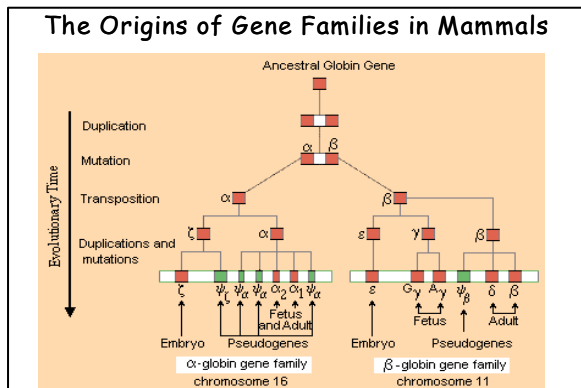 The Origins of Gene Families in Mammals
Ancestral Globin Gene
Duplication
α β
Mutation
Transposition
α β
Evolutionary Time
Duplications and
mutations
ζ α ε γ β
ζ ψζ ψα ψα α2 α1 ψα ε Gγ Aγ ψβ δ β
Fetus
and Adult
Fetus Adult
Embryo Pseudogenes Embryo Pseudogenes
α-globin gene family
chromosome 16
β-globin gene family
chromosome 11